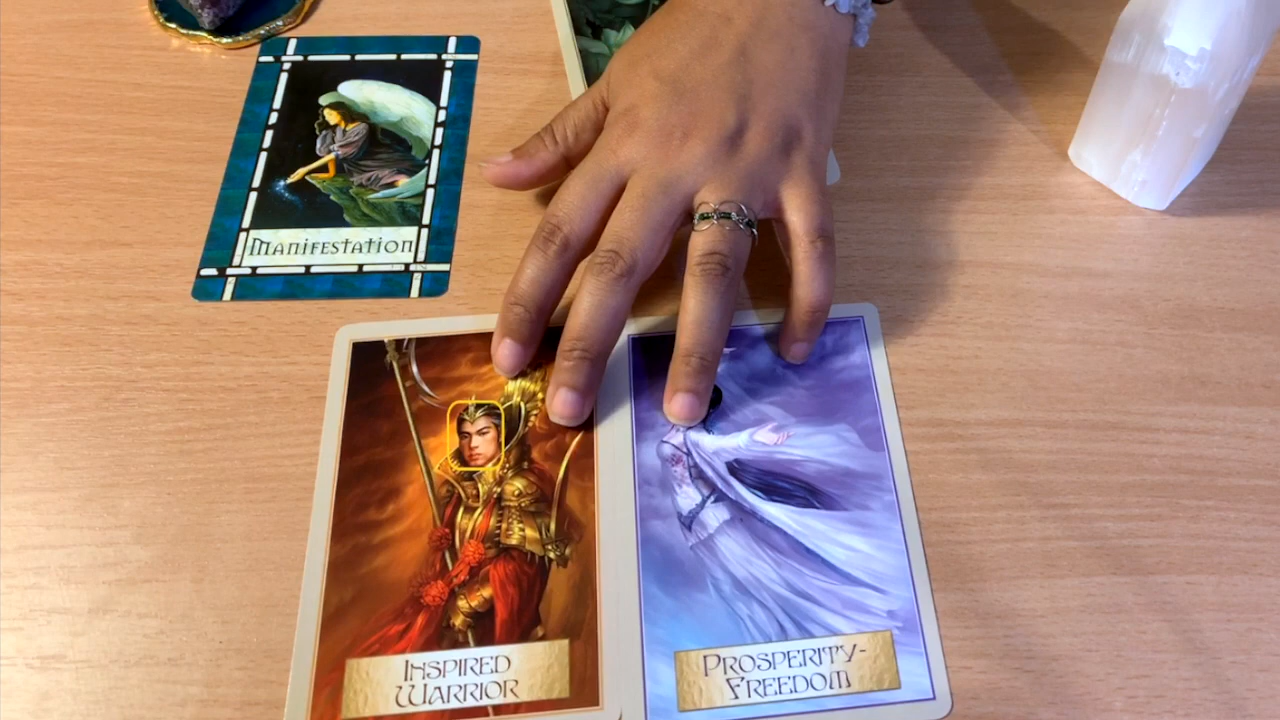 Manifestation
Inspired
Warrior
Prosperity-
Freedom